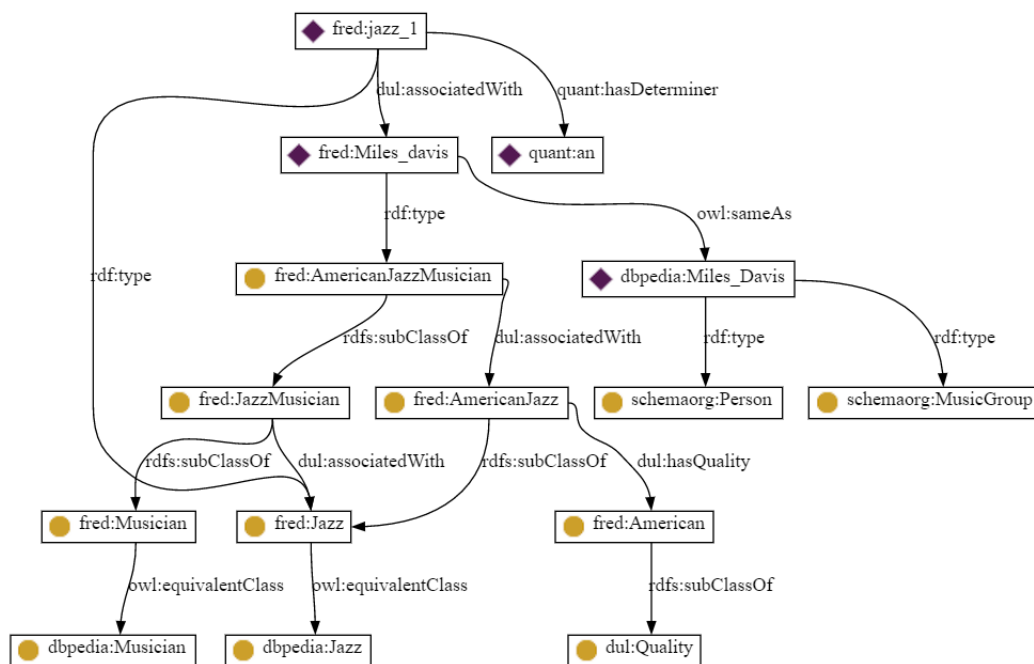 fred:jazz_1
dul:associatedWith
quant:hasDeterminer
fred:Miles_davis
quant:an
rdf:type
owl:sameAs
rdf:type
fred:AmericanJazzMusician
dbpedia:Miles_Davis
rdfs:subClassOf
dul:associatedWith
rdf:type
rdf:type
fred:JazzMusician
fred:AmericanJazz
schemaorg:Person
schemaorg:MusicGroup
rdfs:subClassOf
dul:associatedWith
rdfs:subClassOf
dul:hasQuality
fred:Musician
fred:Jazz
fred:American
owl:equivalentClass
owl:equivalentClass
rdfs:subClassOf
dbpedia:Musician
dbpedia:Jazz
dul:Quality